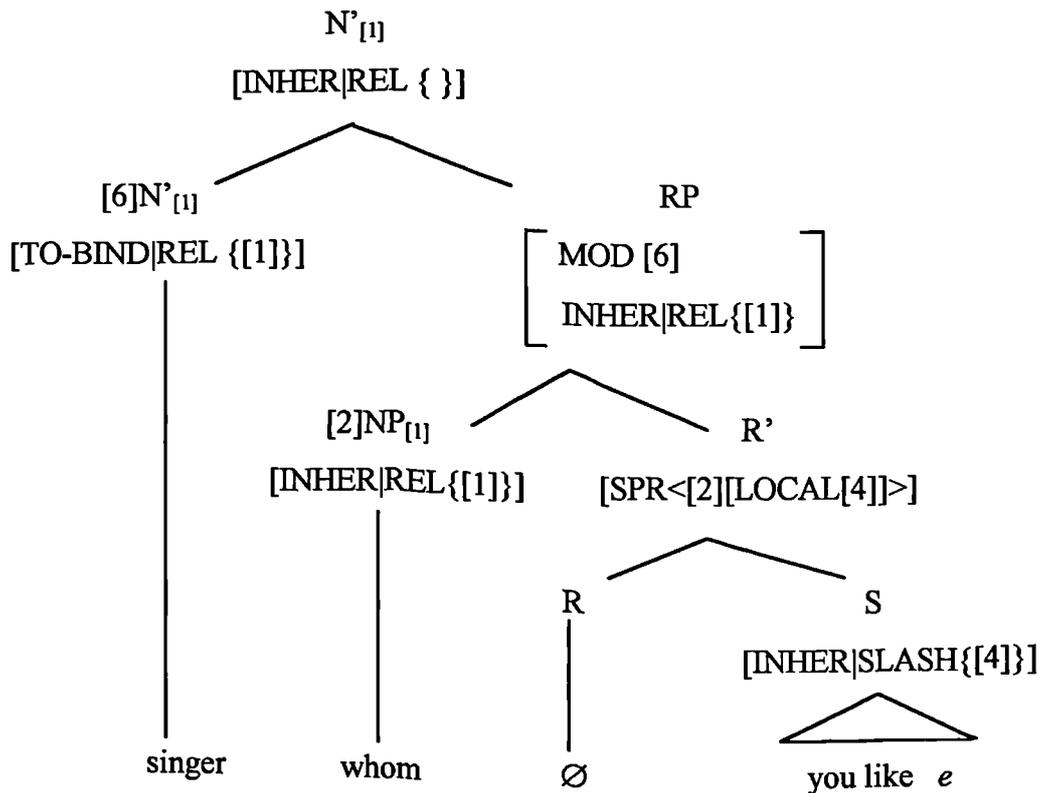 N’[1]
[INHER|REL { }]
[6]N’[1] RP
[TO-BIND|REL {[1]}] MOD [6]
INHER|REL{[1]}
[2]NP[1] R’
[INHER|REL{[1]}] [SPR<[2][LOCAL[4]]>]
R S
[INHER|SLASH{[4]}]
singer whom ∅ you like e